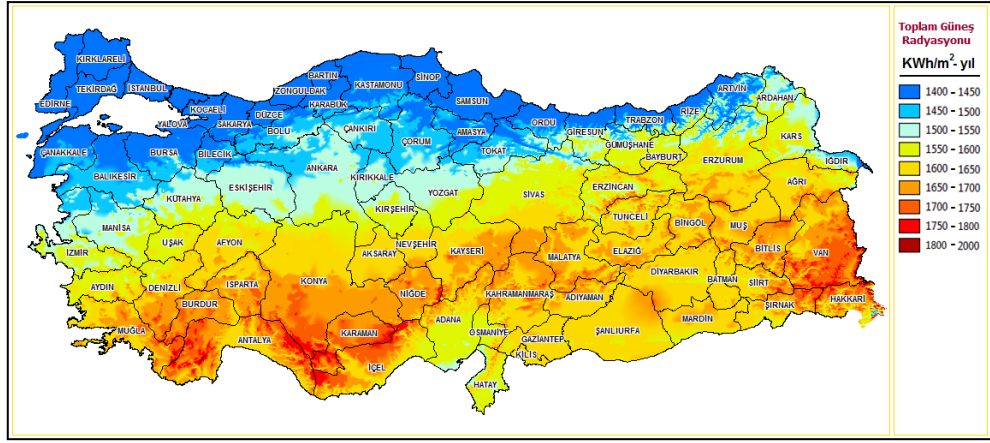 Toplam Güneş
Radyasyonu
KWh/m²- yıl
1400 - 1450
1450 - 1500
1500 - 1550
1550 - 1600
1600 - 1650
1650 - 1700
1700 - 1750
1750 - 1800
1800 - 2000
KIRKLARELİ
TEKİRDAĞ
İSTANBUL
EDİRNE
KOCAELİ
YALOVA
SAKARYA
DÜZCE
BOLU
ZONGULDAK
BARTIN
KARABÜK
KASTAMONU
SİNOP
SAMSUN
ÇANKIRI
ÇORUM
AMASYA
TOKAT
ORDU
GİRESUN
TRABZON
RİZE
ARTVİN
ARDAHAN
GÜMÜŞHANE
BAYBURT
ERZURUM
KARS
IĞDIR
AĞRI
ÇANAKKALE
BALIKESİR
BURSA
BİLECİK
KÜTAHYA
ESKİŞEHİR
ANKARA
KIRIKKALE
YOZGAT
KIRŞEHİR
SİVAS
ERZİNCAN
TUNCELİ
BİNGÖL
MUŞ
BİTLİS
VAN
MANİSA
İZMİR
UŞAK
AFYON
AYDIN
DENİZLİ
ISPARTA
BURDUR
MUĞLA
ANTALYA
KONYA
AKSARAY
NEVŞEHİR
KAYSERİ
NİĞDE
KARAMAN
İÇEL
ADANA
OSMANİYE
HATAY
KAHRAMANMARAŞ
MALATYA
ADIYAMAN
ELAZIĞ
DİYARBAKIR
BATMAN
SİİRT
ŞIRNAK
HAKKARİ
MARDİN
ŞANLIURFA
GAZİANTEP
KİLİS